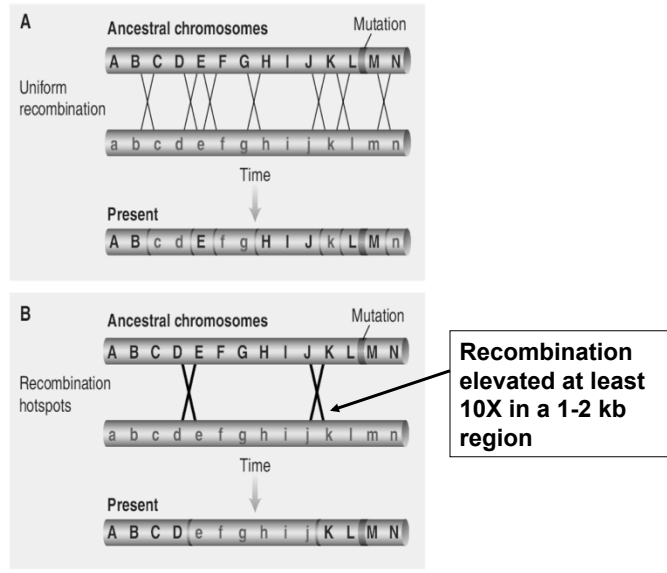 A
Ancestral chromosomes
Mutation
A B C D E F G H I J K L M N
Uniform
recombination
a b c d e f g h i j k l m n
Time
Present
A B c d E f g H I J k L M n
B
Ancestral chromosomes
Mutation
A B C D E F G H I J K L M N
Recombination
hotspots
a b c d e f g h i j k l m n
Time
Present
A B C D e f g h i j K L M N
Recombination
elevated at least
10X in a 1-2 kb
region